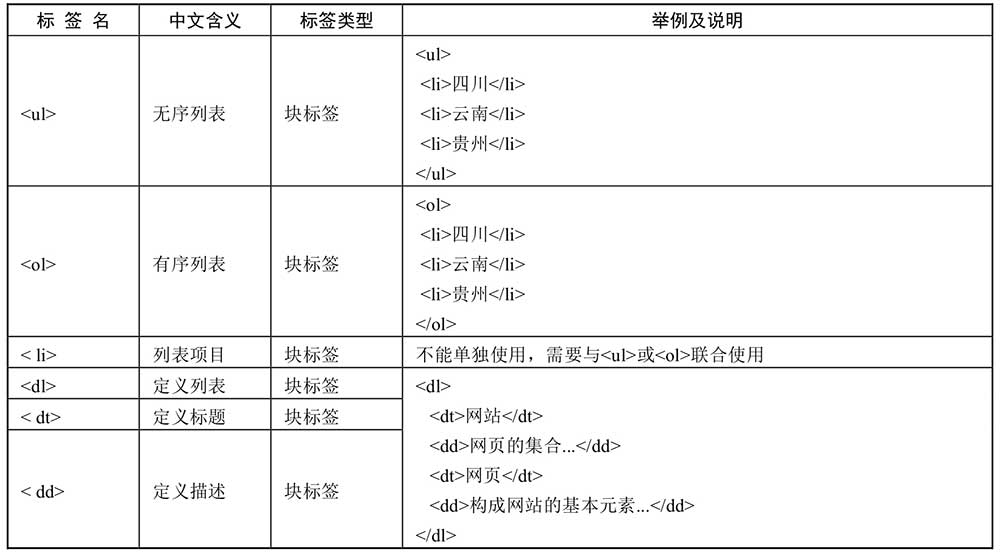 标 签 名 中文含义 标签类型 举例及说明
<ul> 无序列表 块标签
<ul>
<li>四川</li>
<li>云南</li>
<li>贵州</li>
</ul>
<ol> 有序列表 块标签
<ol>
<li>四川</li>
<li>云南</li>
<li>贵州</li>
</ol>
< li> 列表项目 块标签 不能单独使用，需要与<ul>或<ol>联合使用
<dl> 定义列表 块标签
< dt> 定义标题 块标签
< dd> 定义描述 块标签
<dl>
<dt>网站</dt>
<dd>网页的集合...</dd>
<dt>网页</dt>
<dd>构成网站的基本元素...</dd>
</dl>